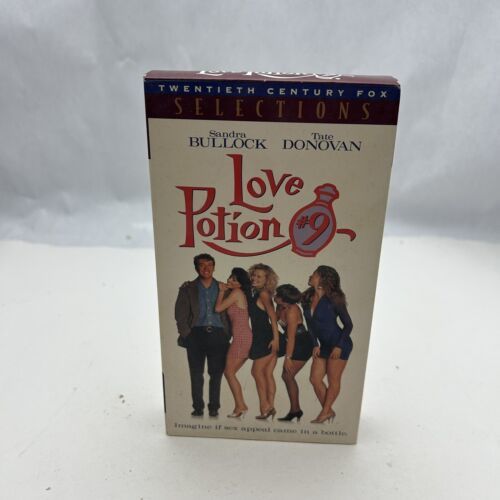 TWENTIETH CENTURY FOX
SELECTIONS
Sandra Tate
BULLOCK DONOVAN
Love
Potion #9
Imagine if sex appeal came in a bottle.